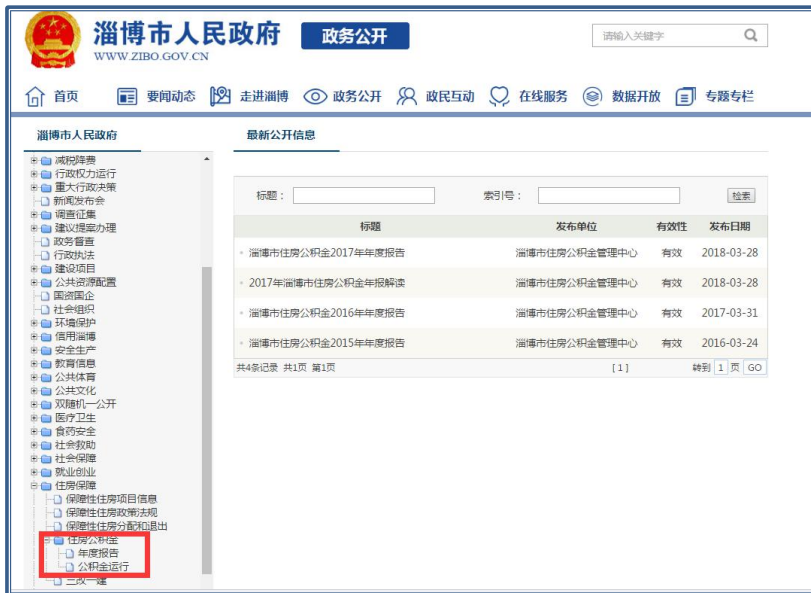 淄博市人民政府 政务公开
WWW.ZIBO.GOV.CN
请输入关键字
首页 要闻动态 走进淄博 政务公开 政民互动 在线服务 数据开放 专题专栏
淄博市人民政府
减税降费
行政权力运行
重大行政决策
新闻发布会
调查征集
建议提案办理
政务督查
行政执法
建设项目
公共资源配置
国资国企
社会组织
环境保护
信用淄博
安全生产
教育信息
公共体育
公共文化
双随机一公开
医疗卫生
食药安全
社会救助
社会保障
就业创业
住房保障
保障性住房项目信息
保障性住房政策法规
保障性住房分配和退出
住房公积金
年度报告
公积金运行
三改一建
最新公开信息
标题： 索引号： 检索
标题 发布单位 有效性 发布日期
淄博市住房公积金2017年年度报告 淄博市住房公积金管理中心 有效 2018-03-28
2017年淄博市住房公积金年报解读 淄博市住房公积金管理中心 有效 2018-03-28
淄博市住房公积金2016年年度报告 淄博市住房公积金管理中心 有效 2017-03-31
淄博市住房公积金2015年年度报告 淄博市住房公积金管理中心 有效 2016-03-24
共4条记录 共1页 第1页 [1] 转到 1 页 GO